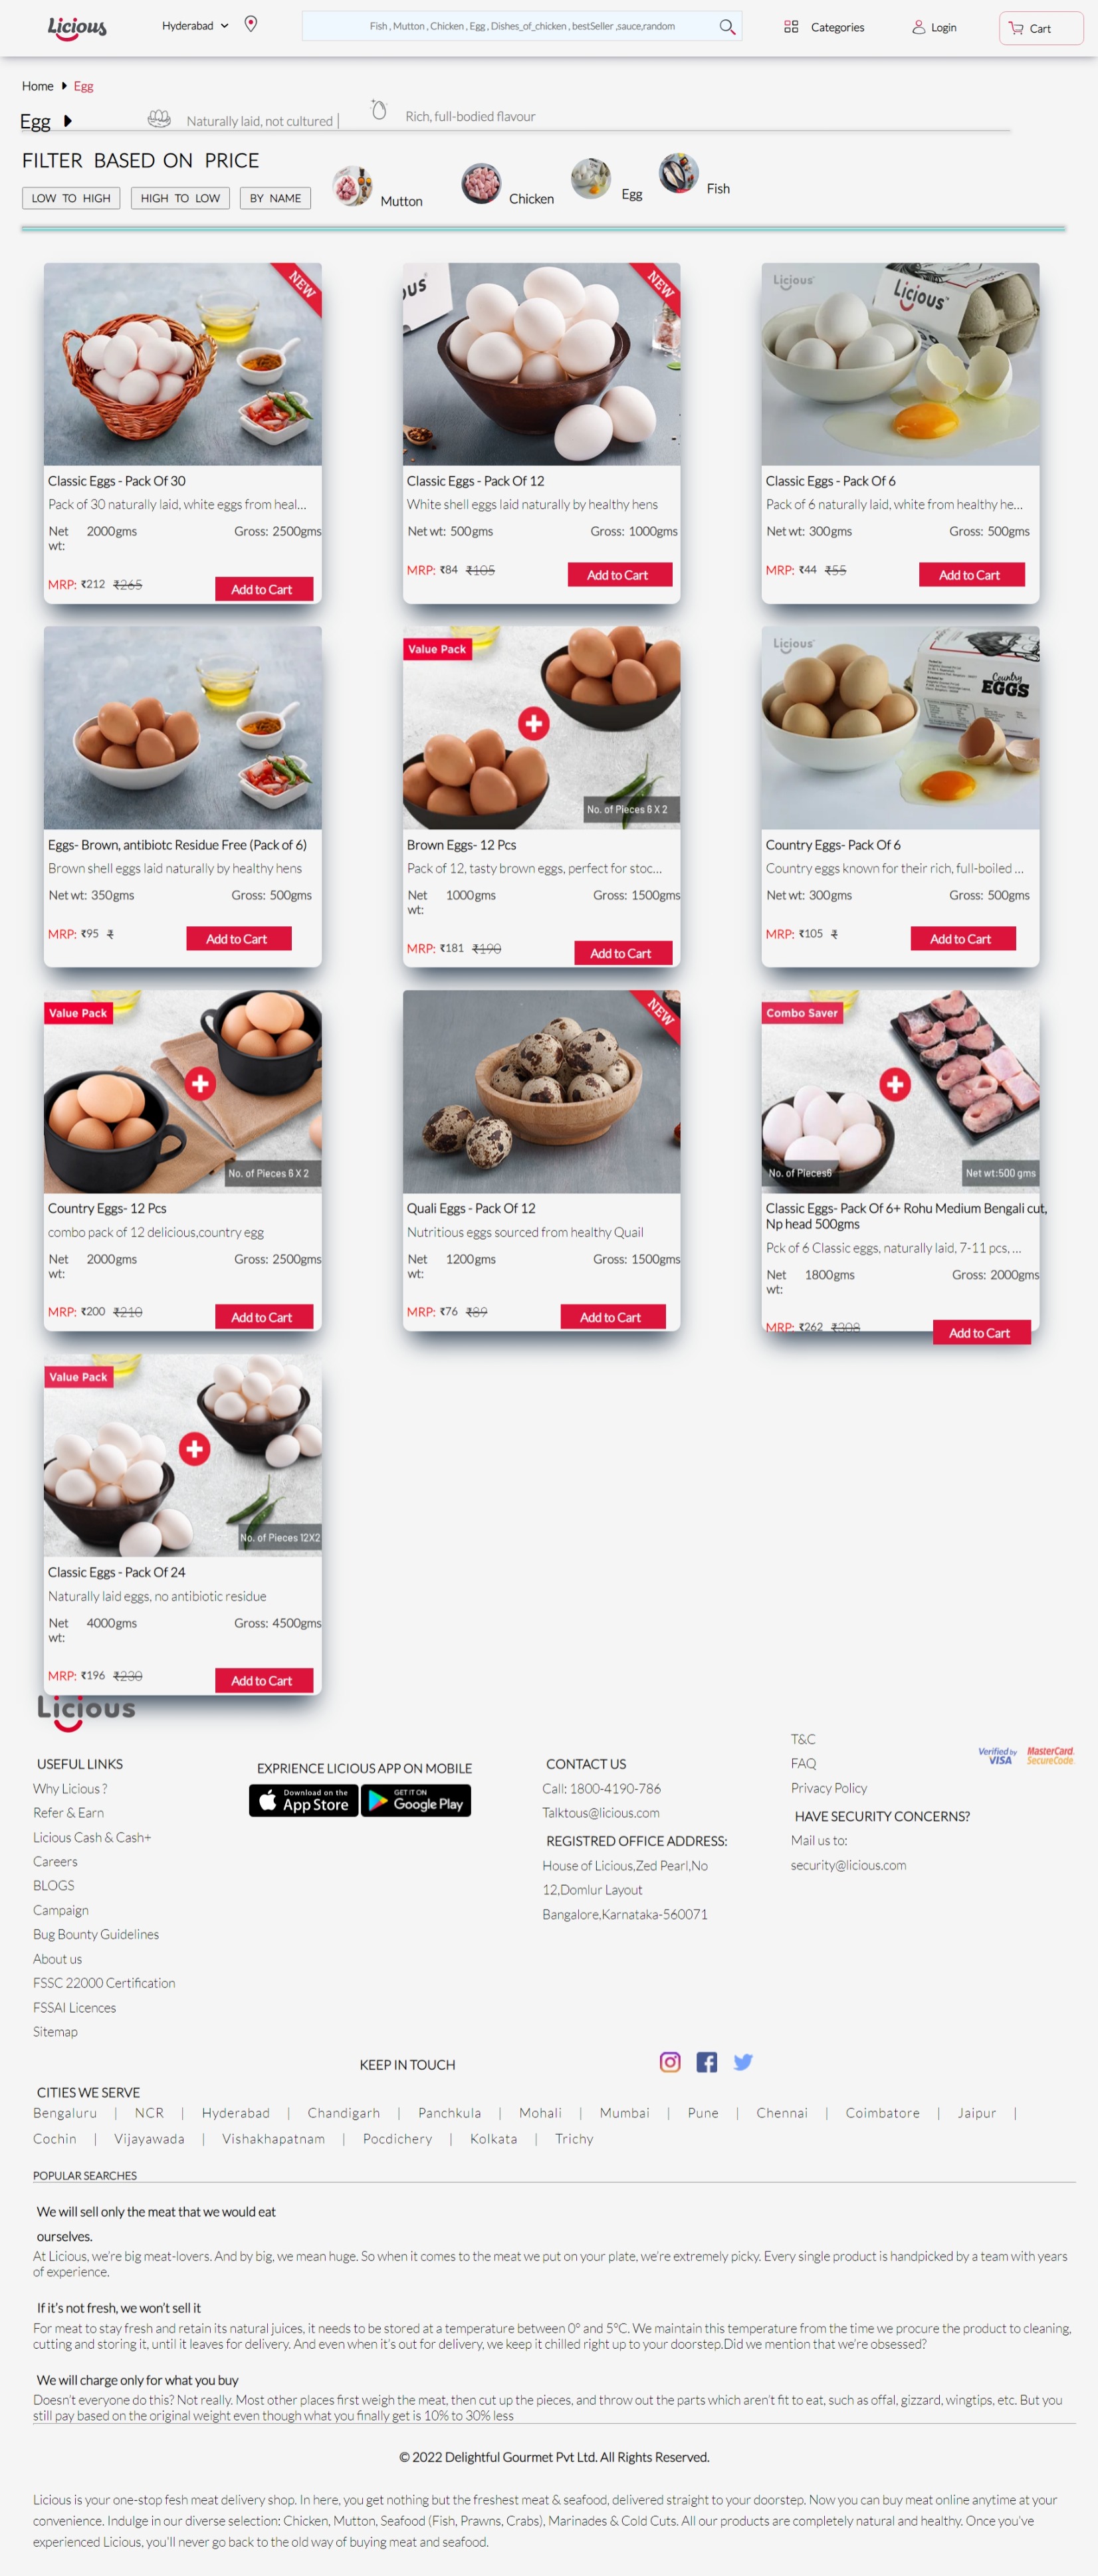 Licious
Hyderabad
Fish , Mutton , Chicken , Egg , Dishes_of_chicken , bestSeller ,sauce,random
Categories
Login
Cart
Home
Egg
Egg
Naturally laid, not cultured |
Rich, full-bodied flavour
FILTER BASED ON PRICE
LOW TO HIGH
HIGH TO LOW
BY NAME
Mutton
Chicken
Egg
Fish
NEW
Classic Eggs - Pack Of 30
Pack of 30 naturally laid, white eggs from heal...
Net wt: 2000gms Gross: 2500gms
MRP: ₹212 ₹265
Add to Cart
NEW
Classic Eggs - Pack Of 12
White shell eggs laid naturally by healthy hens
Net wt: 500gms Gross: 1000gms
MRP: ₹84 ₹105
Add to Cart
Licious
Licious
Classic Eggs - Pack Of 6
Pack of 6 naturally laid, white from healthy he...
Net wt: 300gms Gross: 500gms
MRP: ₹44 ₹55
Add to Cart
Eggs- Brown, antibiotc Residue Free (Pack of 6)
Brown shell eggs laid naturally by healthy hens
Net wt: 350gms Gross: 500gms
MRP: ₹95 ₹
Add to Cart
Value Pack
No. of Pieces 6 X 2
Brown Eggs- 12 Pcs
Pack of 12, tasty brown eggs, perfect for stoc...
Net wt: 1000gms Gross: 1500gms
MRP: ₹181 ₹190
Add to Cart
Licious
Country
EGGS
Country Eggs- Pack Of 6
Country eggs known for their rich, full-boiled ...
Net wt: 300gms Gross: 500gms
MRP: ₹105 ₹
Add to Cart
Value Pack
No. of Pieces 6 X 2
Country Eggs- 12 Pcs
combo pack of 12 delicious,country egg
Net wt: 2000gms Gross: 2500gms
MRP: ₹200 ₹210
Add to Cart
NEW
Quali Eggs - Pack Of 12
Nutritious eggs sourced from healthy Quail
Net wt: 1200gms Gross: 1500gms
MRP: ₹76 ₹89
Add to Cart
Combo Saver
No. of Pieces6
Net wt:500 gms
Classic Eggs- Pack Of 6+ Rohu Medium Bengali cut,
Np head 500gms
Pck of 6 Classic eggs, naturally laid, 7-11 pcs, ...
Net wt: 1800gms Gross: 2000gms
MRP: ₹262 ₹308
Add to Cart
Value Pack
No. of Pieces 12X2
Classic Eggs - Pack Of 24
Naturally laid eggs, no antibiotic residue
Net wt: 4000gms Gross: 4500gms
MRP: ₹196 ₹230
Add to Cart
Licious
USEFUL LINKS
Why Licious ?
Refer & Earn
Licious Cash & Cash+
Careers
BLOGS
Campaign
Bug Bounty Guidelines
About us
FSSC 22000 Certification
FSSAI Licences
Sitemap
EXPRIENCE LICIOUS APP ON MOBILE
Download on the
App Store
GET IT ON
Google Play
CONTACT US
Call: 1800-4190-786
Talktous@licious.com
REGISTRED OFFICE ADDRESS:
House of Licious,Zed Pearl,No
12,Domlur Layout
Bangalore,Karnataka-560071
T&C
FAQ
Privacy Policy
HAVE SECURITY CONCERNS?
Mail us to:
security@licious.com
Verified by
VISA
MasterCard.
SecureCode.
KEEP IN TOUCH
CITIES WE SERVE
Bengaluru | NCR | Hyderabad | Chandigarh | Panchkula | Mohali | Mumbai | Pune | Chennai | Coimbatore | Jaipur |
Cochin | Vijayawada | Vishakhapatnam | Pocdichery | Kolkata | Trichy
POPULAR SEARCHES
We will sell only the meat that we would eat
ourselves.
At Licious, we're big meat-lovers. And by big, we mean huge. So when it comes to the meat we put on your plate, we're extremely picky. Every single product is handpicked by a team with years
of experience.
If it's not fresh, we won't sell it
For meat to stay fresh and retain its natural juices, it needs to be stored at a temperature between 0° and 5°C. We maintain this temperature from the time we procure the product to cleaning,
cutting and storing it, until it leaves for delivery. And even when it's out for delivery, we keep it chilled right up to your doorstep.Did we mention that we're obsessed?
We will charge only for what you buy
Doesn't everyone do this? Not really. Most other places first weigh the meat, then cut up the pieces, and throw out the parts which aren't fit to eat, such as offal, gizzard, wingtips, etc. But you
still pay based on the original weight even though what you finally get is 10% to 30% less
© 2022 Delightful Gourmet Pvt Ltd. All Rights Reserved.
Licious is your one-stop fesh meat delivery shop. In here, you get nothing but the freshest meat & seafood, delivered straight to your doorstep. Now you can buy meat online anytime at your
convenience. Indulge in our diverse selection: Chicken, Mutton, Seafood (Fish, Prawns, Crabs), Marinades & Cold Cuts. All our products are completely natural and healthy. Once you've
experienced Licious, you'll never go back to the old way of buying meat and seafood.